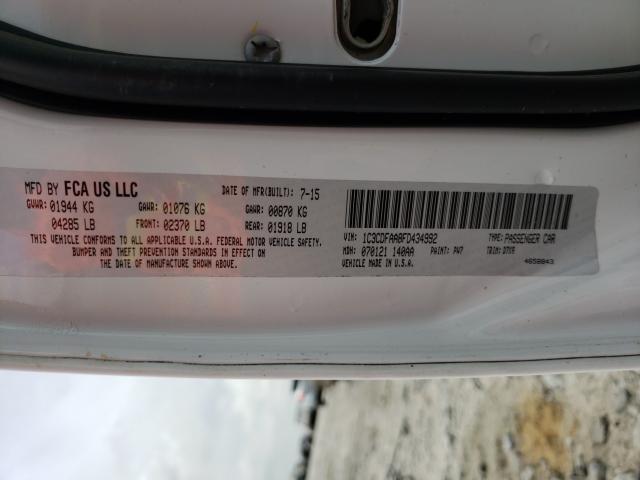 MFD BY FCA US LLC
DATE OF MFR(BUILT): 7-15
GVWR: 01944 KG GAWR: 01076 KG GAWR: 00870 KG
04285 LB FRONT: 02370 LB REAR: 01918 LB
THIS VEHICLE CONFORMS TO ALL APPLICABLE U.S.A. FEDERAL MOTOR VEHICLE SAFETY,
BUMPER AND THEFT PREVENTION STANDARDS IN EFFECT ON
THE DATE OF MANUFACTURE SHOWN ABOVE.
VIN: 1C3CDFAA8FD434992 TYPE: PASSENGER CAR
MDH: 070121 140AA PAINT: PW7 TRIM:
VEHICLE MADE IN U.S.A. 4658843